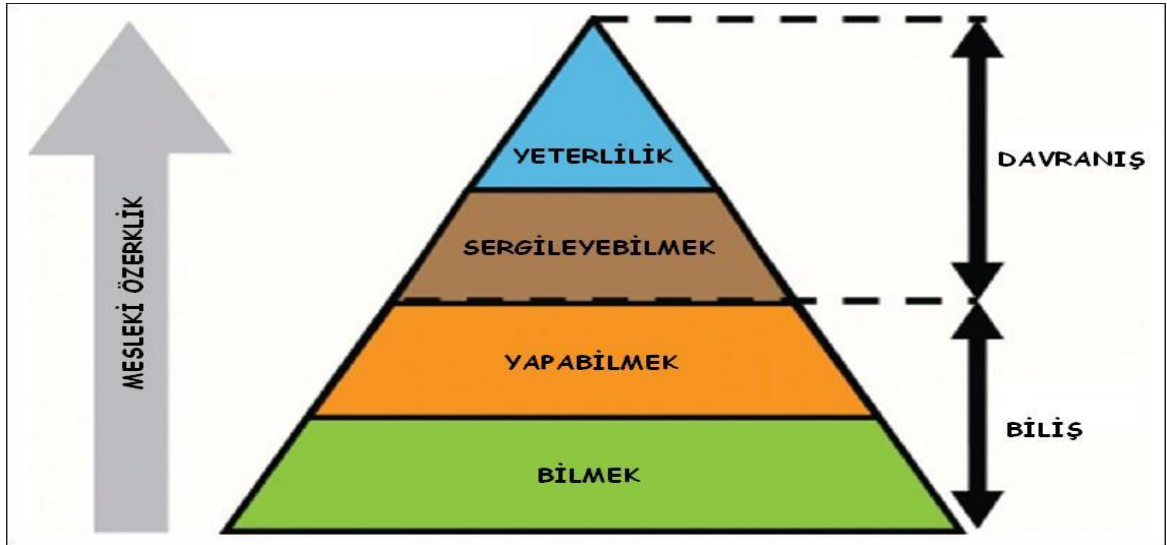 MESLEKİ ÖZERKLİK
YETERLİLİK
SERGİLEYEBİLMEK
YAPABİLMEK
BİLMEK
DAVRANIŞ
BİLİŞ